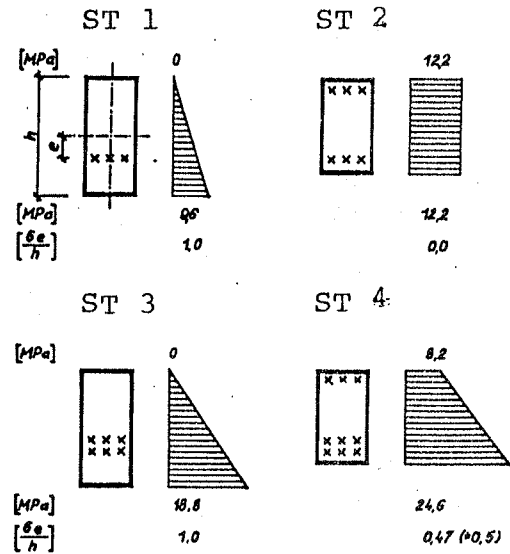 ST 1
ST 2
[MPa]
0
12,2
h
e
× × ×
× × ×
× × ×
[MPa]
9,6
12,2
[6e/h]
1,0
0,0
ST 3
ST 4
[MPa]
0
8,2
× × ×
× × ×
× × ×
× × ×
× × ×
[MPa]
18,8
24,6
[6e/h]
1,0
0,47 (≈0,5)